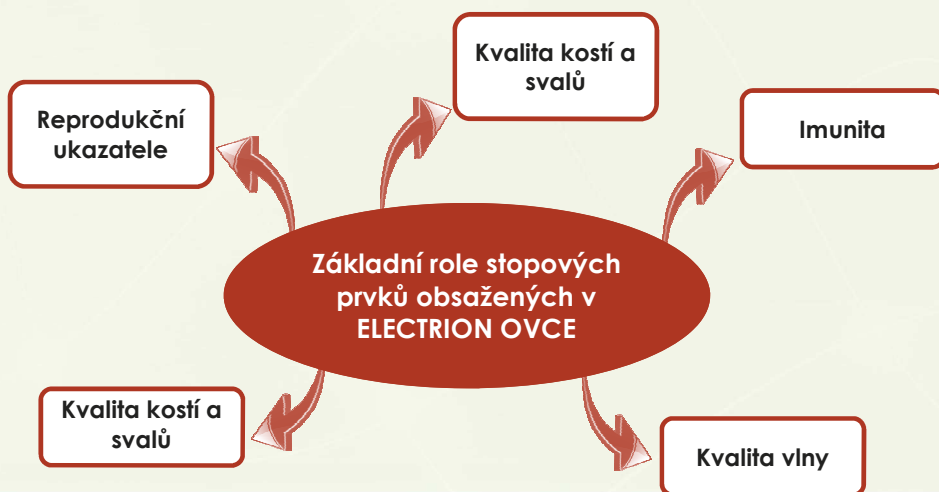 Kvalita kostí a
svalů
Reprodukční
ukazatele
Imunita
Základní role stopových
prvků obsažených v
ELECTRION OVCE
Kvalita kostí a
svalů
Kvalita vlny